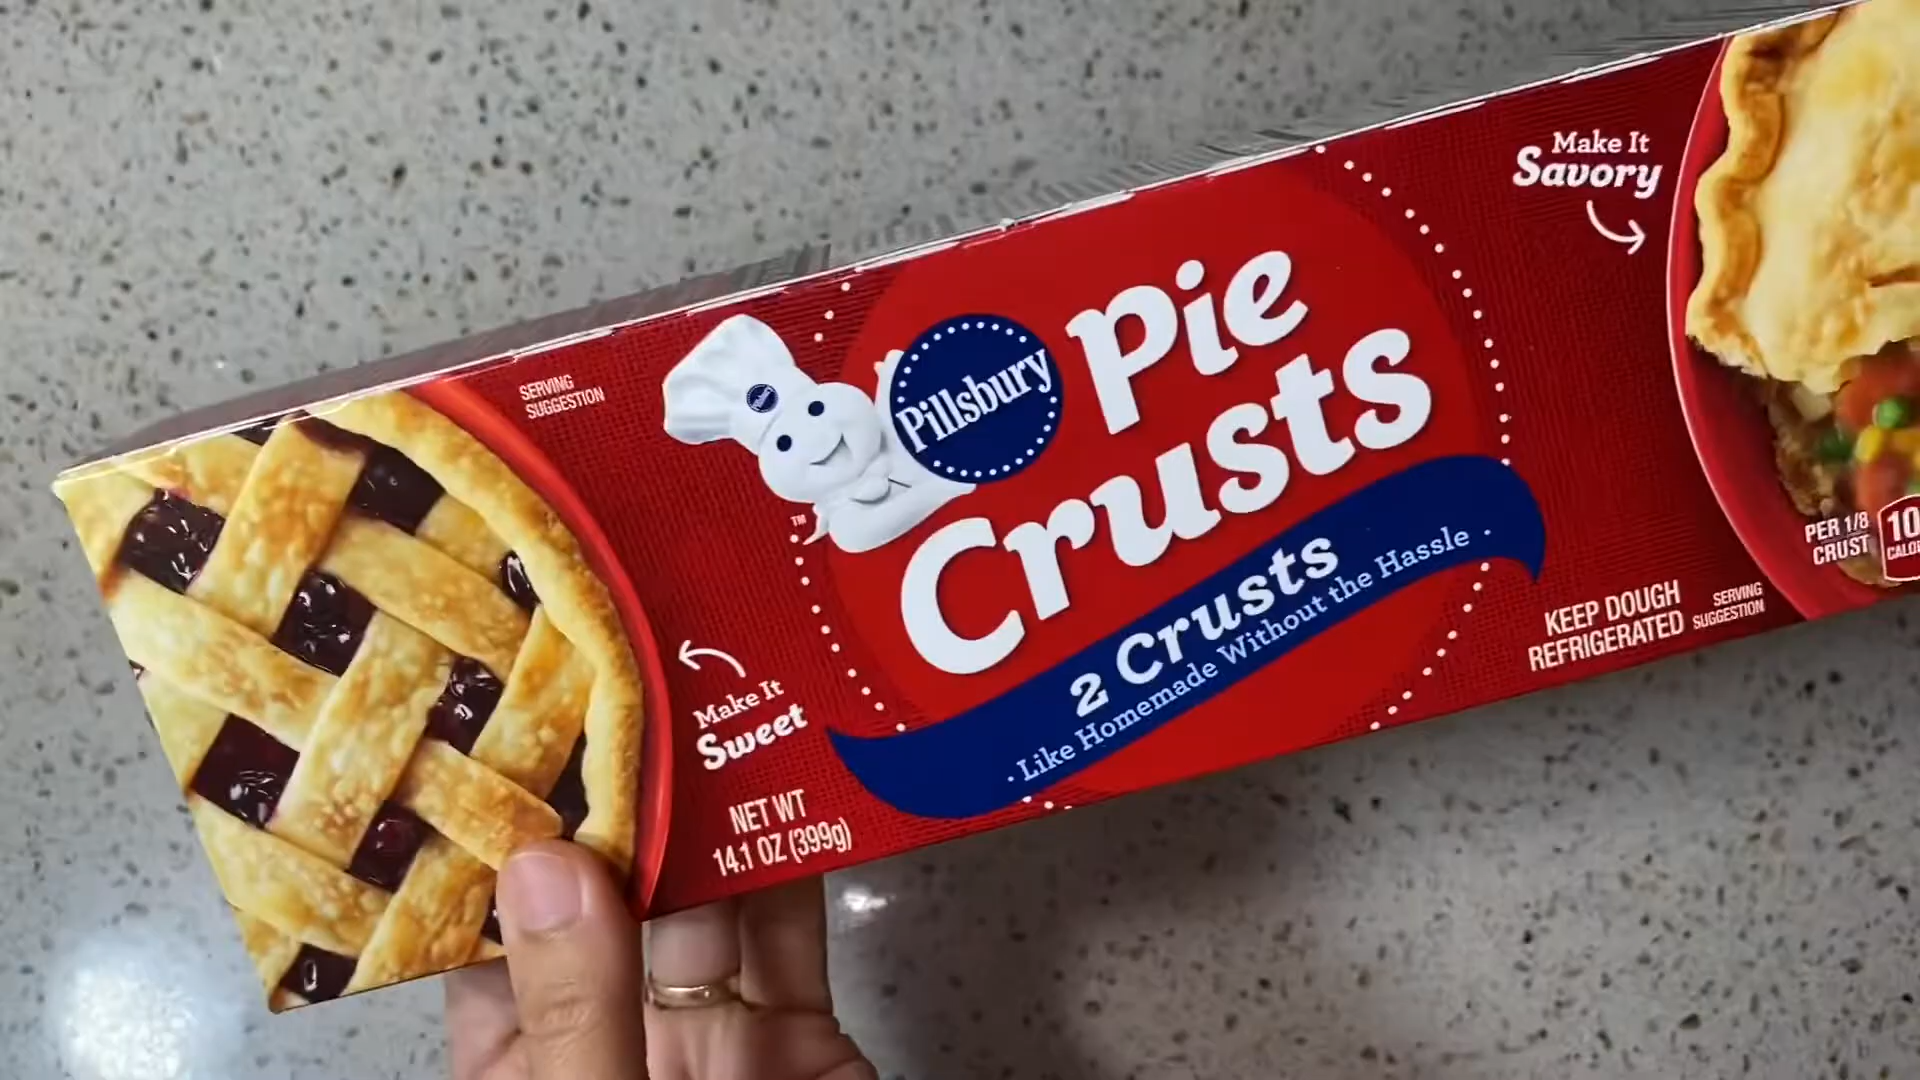 SERVING
SUGGESTION
Pillsbury
Pie
Crusts
TM
2 Crusts
· Like Homemade Without the Hassle ·
Make It
Sweet
NET WT
14.1 OZ (399g)
Make It
Savory
PER 1/8
CRUST
KEEP DOUGH
REFRIGERATED
SERVING
SUGGESTION